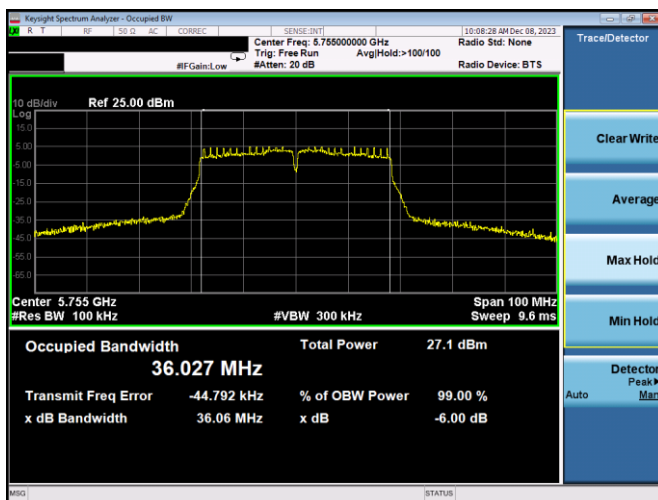 Keysight Spectrum Analyzer - Occupied BW
R T RF 50 Ω AC CORREC SENSE:INT 10:08:28 AM Dec 08, 2023
Center Freq: 5.755000000 GHz Radio Std: None
Trig: Free Run Avg|Hold:>100/100
#IFGain:Low #Atten: 20 dB Radio Device: BTS
Trace/Detector
10 dB/div Ref 25.00 dBm
Log
15.0
5.00
-5.00
-15.0
-25.0
-35.0
-45.0
-55.0
-65.0
Center 5.755 GHz Span 100 MHz
#Res BW 100 kHz #VBW 300 kHz Sweep 9.6 ms
Occupied Bandwidth Total Power 27.1 dBm
36.027 MHz
Transmit Freq Error -44.792 kHz % of OBW Power 99.00 %
x dB Bandwidth 36.06 MHz x dB -6.00 dB
Clear Write
Average
Max Hold
Min Hold
Detector
Peak
Auto Man
MSG STATUS